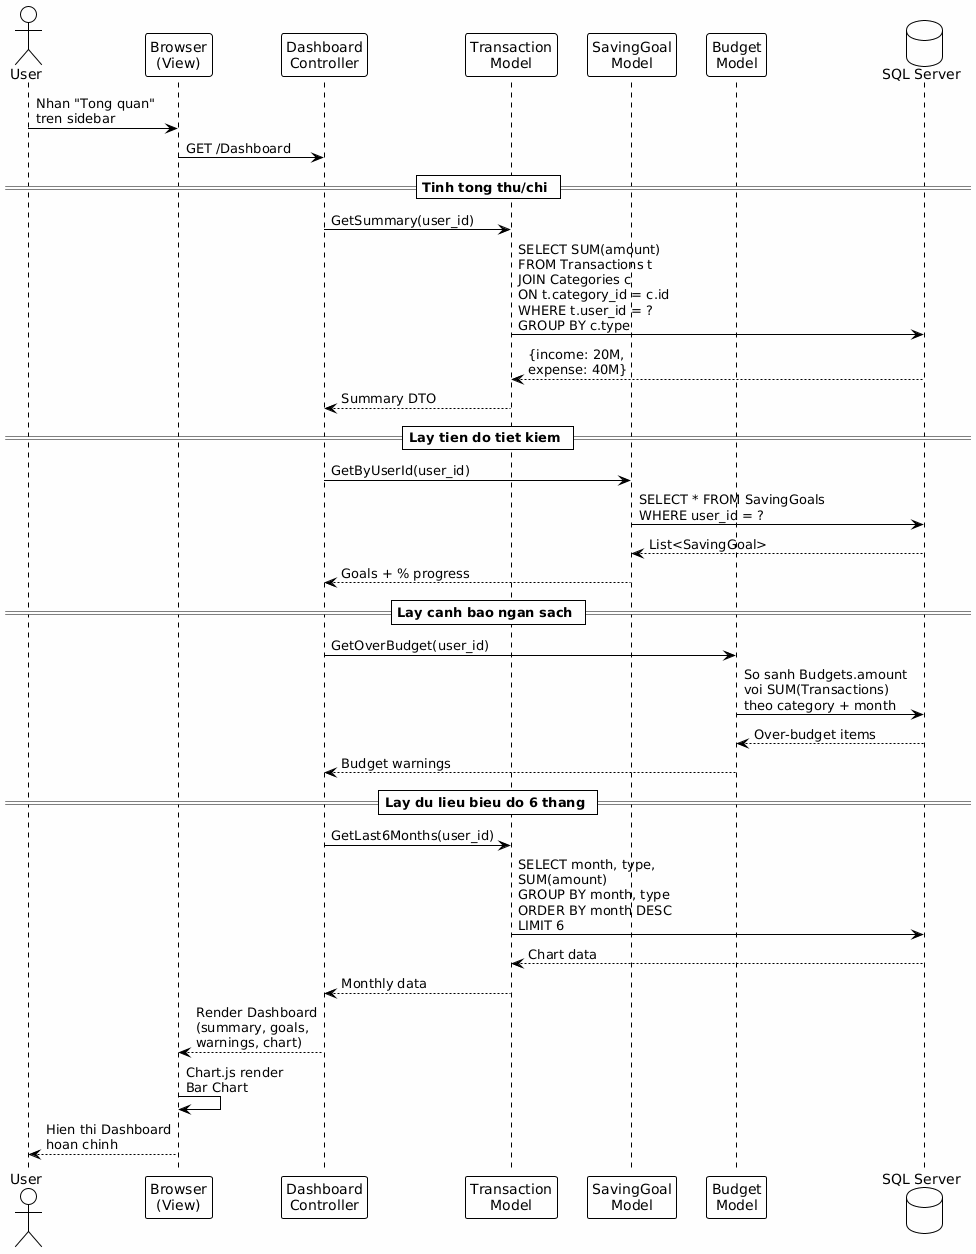 User
Browser
(View)
Dashboard
Controller
Transaction
Model
SavingGoal
Model
Budget
Model
SQL Server
Nhan "Tong quan"
tren sidebar
GET /Dashboard
Tinh tong thu/chi
GetSummary(user_id)
SELECT SUM(amount)
FROM Transactions t
JOIN Categories c
ON t.category_id = c.id
WHERE t.user_id = ?
GROUP BY c.type
{income: 20M,
expense: 40M}
Summary DTO
Lay tien do tiet kiem
GetByUserId(user_id)
SELECT * FROM SavingGoals
WHERE user_id = ?
List<SavingGoal>
Goals + % progress
Lay canh bao ngan sach
GetOverBudget(user_id)
So sanh Budgets.amount
voi SUM(Transactions)
theo category + month
Over-budget items
Budget warnings
Lay du lieu bieu do 6 thang
GetLast6Months(user_id)
SELECT month, type,
SUM(amount)
GROUP BY month, type
ORDER BY month DESC
LIMIT 6
Chart data
Monthly data
Render Dashboard
(summary, goals,
warnings, chart)
Chart.js render
Bar Chart
Hien thi Dashboard
hoan chinh
User
Browser
(View)
Dashboard
Controller
Transaction
Model
SavingGoal
Model
Budget
Model
SQL Server